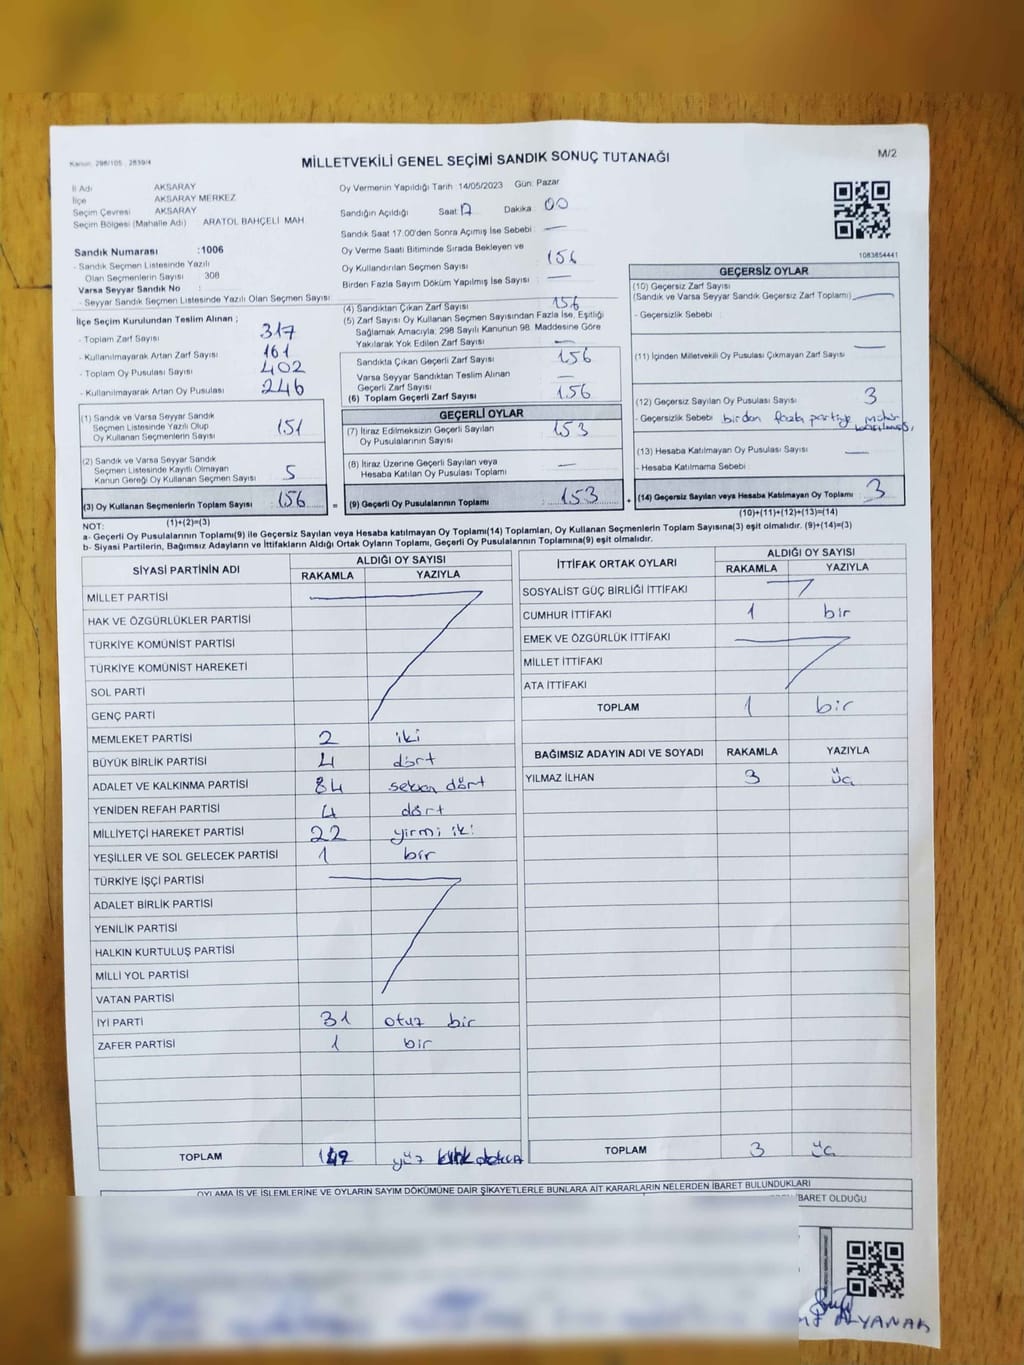 Kanun: 298/105 , 2839/4
MİLLETVEKİLİ GENEL SEÇİMİ SANDIK SONUÇ TUTANAĞI
M/2
İl Adı AKSARAY
İlçe AKSARAY MERKEZ
Seçim Çevresi AKSARAY
Seçim Bölgesi (Mahalle Adı) ARATOL BAHÇELİ MAH.
Sandık Numarası :1006
- Sandık Seçmen Listesinde Yazılı
Olan Seçmenlerin Sayısı : 308
Varsa Seyyar Sandık No :
- Seyyar Sandık Seçmen Listesinde Yazılı Olan Seçmen Sayısı :
Oy Vermenin Yapıldığı Tarih :14/05/2023 Gün: Pazar
Sandığın Açıldığı Saat: 17 Dakika: 00
Sandık Saat 17:00'den Sonra Açımış İse Sebebi : —
Oy Verme Saati Bitiminde Sırada Bekleyen ve
Oy Kullandırılan Seçmen Sayısı : 156
Birden Fazla Sayım Döküm Yapılmış İse Sayısı : —
1083854441
İlçe Seçim Kurulundan Teslim Alınan ;
- Toplam Zarf Sayısı : 317
- Kullanılmayarak Artan Zarf Sayısı : 161
- Toplam Oy Pusulası Sayısı : 402
- Kullanılmayarak Artan Oy Pusulası : 246
(1) Sandık ve Varsa Seyyar Sandık
Seçmen Listesinde Yazılı Olup
Oy Kullanan Seçmenlerin Sayısı : 151
(2) Sandık ve Varsa Seyyar Sandık
Seçmen Listesinde Kayıtlı Olmayan
Kanun Gereği Oy Kullanan Seçmen Sayısı : 5
(3) Oy Kullanan Seçmenlerin Toplam Sayısı : 156
(1)+(2)=(3)
(4) Sandıktan Çıkan Zarf Sayısı : 156
(5) Zarf Sayısı Oy Kullanan Seçmen Sayısından Fazla İse, Eşitliği
Sağlamak Amacıyla; 298 Sayılı Kanunun 98. Maddesine Göre
Yakılarak Yok Edilen Zarf Sayısı : —
Sandıkta Çıkan Geçerli Zarf Sayısı : 156
Varsa Seyyar Sandıktan Teslim Alınan
Geçerli Zarf Sayısı : —
(6) Toplam Geçerli Zarf Sayısı : 156
GEÇERLİ OYLAR
(7) İtiraz Edilmeksizin Geçerli Sayılan
Oy Pusulalarının Sayısı : 153
(8) İtiraz Üzerine Geçerli Sayılan veya
Hesaba Katılan Oy Pusulası Toplamı : —
= (9) Geçerli Oy Pusulalarının Toplamı : 153 +
GEÇERSİZ OYLAR
(10) Geçersiz Zarf Sayısı
(Sandık ve Varsa Seyyar Sandık Geçersiz Zarf Toplamı) : —
- Geçersizlik Sebebi :
(11) İçinden Milletvekili Oy Pusulası Çıkmayan Zarf Sayısı : —
(12) Geçersiz Sayılan Oy Pusulası Sayısı : 3
- Geçersizlik Sebebi : birden fazla partiye mühür
(13) Hesaba Katılmayan Oy Pusulası Sayısı : —
- Hesaba Katılmama Sebebi :
(14) Geçersiz Sayılan veya Hesaba Katılmayan Oy Toplamı : 3
(10)+(11)+(12)+(13)=(14)
NOT:
a- Geçerli Oy Pusulalarının Toplamı(9) ile Geçersiz Sayılan veya Hesaba katılmayan Oy Toplamı(14) Toplamları, Oy Kullanan Seçmenlerin Toplam Sayısına(3) eşit olmalıdır. (9)+(14)=(3)
b- Siyasi Partilerin, Bağımsız Adayların ve İttifakların Aldığı Ortak Oyların Toplamı, Geçerli Oy Pusulalarının Toplamına(9) eşit olmalıdır.
SİYASİ PARTİNİN ADI ALDIĞI OY SAYISI
RAKAMLA YAZIYLA
MİLLET PARTİSİ
HAK VE ÖZGÜRLÜKLER PARTİSİ
TÜRKİYE KOMÜNİST PARTİSİ
TÜRKİYE KOMÜNİST HAREKETİ
SOL PARTİ
GENÇ PARTİ
MEMLEKET PARTİSİ 2 iki
BÜYÜK BİRLİK PARTİSİ 4 dört
ADALET VE KALKINMA PARTİSİ 84 seksen dört
YENİDEN REFAH PARTİSİ 4 dört
MİLLİYETÇİ HAREKET PARTİSİ 22 yirmi iki
YEŞİLLER VE SOL GELECEK PARTİSİ 1 bir
TÜRKİYE İŞÇİ PARTİSİ
ADALET BİRLİK PARTİSİ
YENİLİK PARTİSİ
HALKIN KURTULUŞ PARTİSİ
MİLLİ YOL PARTİSİ
VATAN PARTİSİ
İYİ PARTİ 31 otuz bir
ZAFER PARTİSİ 1 bir
TOPLAM 149 yüz kırk dokuz
İTTİFAK ORTAK OYLARI ALDIĞI OY SAYISI
RAKAMLA YAZIYLA
SOSYALİST GÜÇ BİRLİĞİ İTTİFAKI
CUMHUR İTTİFAKI 1 bir
EMEK VE ÖZGÜRLÜK İTTİFAKI
MİLLET İTTİFAKI
ATA İTTİFAKI
TOPLAM 1 bir
BAĞIMSIZ ADAYIN ADI VE SOYADI RAKAMLA YAZIYLA
YILMAZ İLHAN 3 üç
TOPLAM 3 üç
OYLAMA İŞ VE İŞLEMLERİNE VE OYLARIN SAYIM DÖKÜMÜNE DAİR ŞİKAYETLERLE BUNLARA AİT KARARLARIN NELERDEN İBARET BULUNDUKLARI
İBARET OLDUĞU
ALYANAK